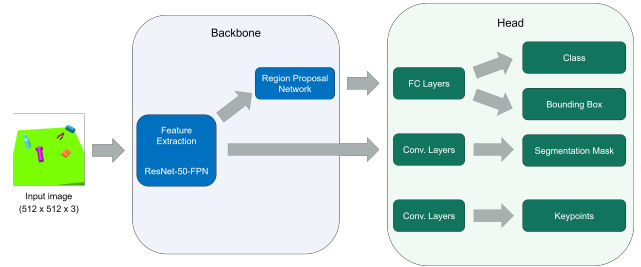 Backbone
Head
Region Proposal
Network
FC Layers
Class
Bounding Box
Feature
Extraction
ResNet-50-FPN
Conv. Layers
Segmentation Mask
Input image
(512 x 512 x 3)
Conv. Layers
Keypoints